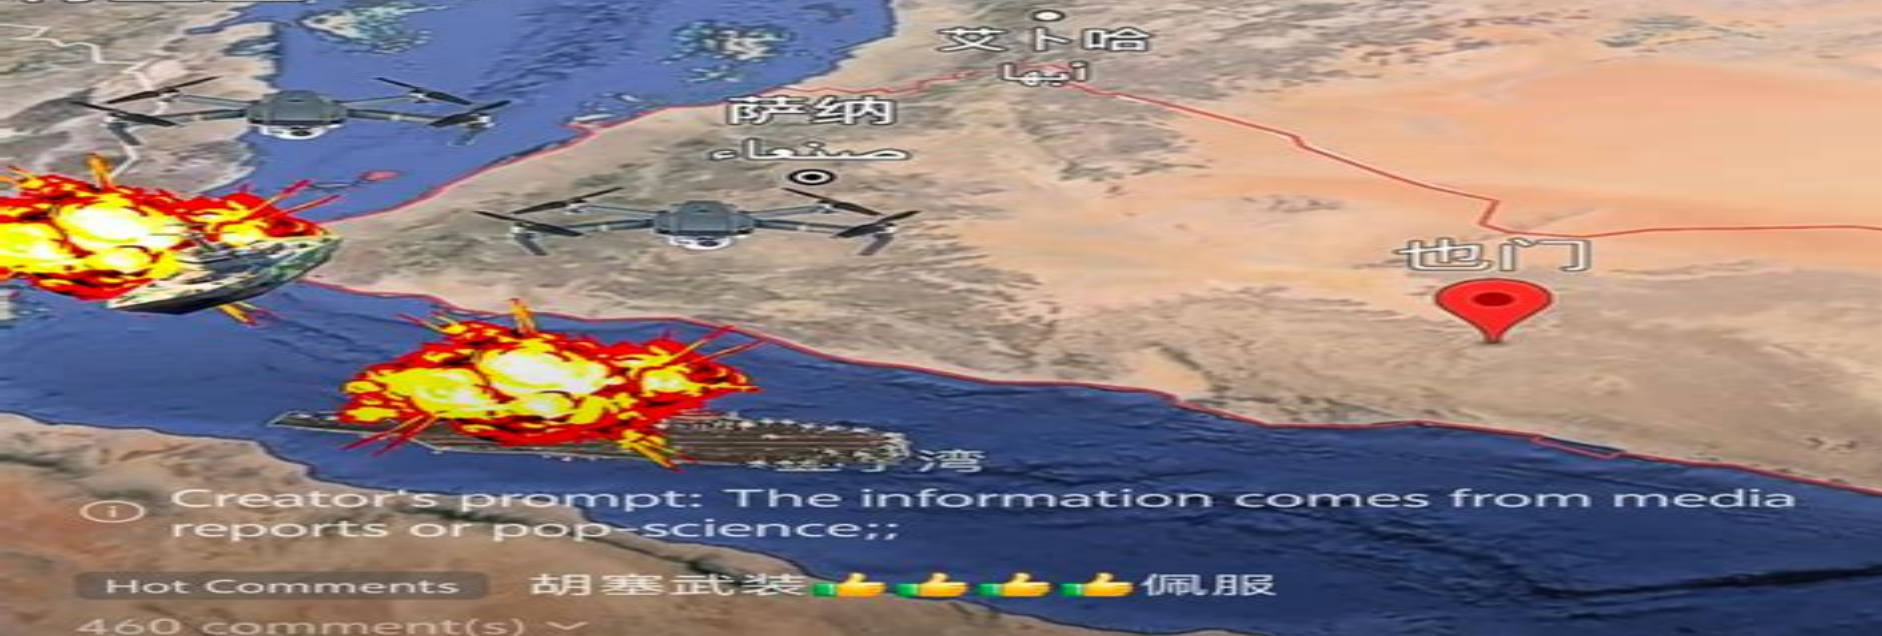 艾卜哈
أبها
萨纳
صنعاء
也门
湾
Creator's prompt: The information comes from media
reports or pop-science;;
Hot Comments
胡塞武装👍👍👍👍佩服
460 comment(s)